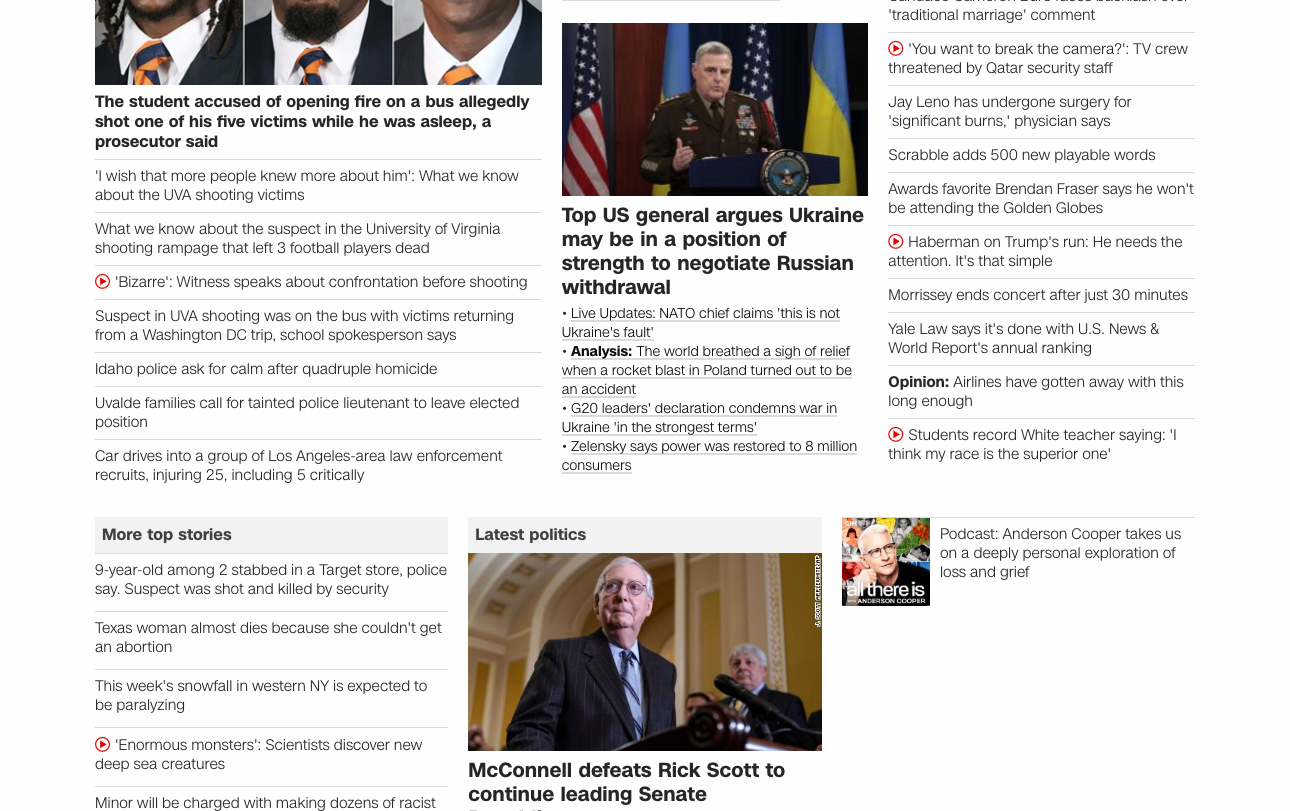 The student accused of opening fire on a bus allegedly
shot one of his five victims while he was asleep, a
prosecutor said
'I wish that more people knew more about him': What we know
about the UVA shooting victims
What we know about the suspect in the University of Virginia
shooting rampage that left 3 football players dead
'Bizarre': Witness speaks about confrontation before shooting
Suspect in UVA shooting was on the bus with victims returning
from a Washington DC trip, school spokesperson says
Idaho police ask for calm after quadruple homicide
Uvalde families call for tainted police lieutenant to leave elected
position
Car drives into a group of Los Angeles-area law enforcement
recruits, injuring 25, including 5 critically
Top US general argues Ukraine
may be in a position of
strength to negotiate Russian
withdrawal
• Live Updates: NATO chief claims 'this is not
Ukraine's fault'
• Analysis: The world breathed a sigh of relief
when a rocket blast in Poland turned out to be
an accident
• G20 leaders' declaration condemns war in
Ukraine 'in the strongest terms'
• Zelensky says power was restored to 8 million
consumers
'traditional marriage' comment
'You want to break the camera?': TV crew
threatened by Qatar security staff
Jay Leno has undergone surgery for
'significant burns,' physician says
Scrabble adds 500 new playable words
Awards favorite Brendan Fraser says he won't
be attending the Golden Globes
Haberman on Trump's run: He needs the
attention. It's that simple
Morrissey ends concert after just 30 minutes
Yale Law says it's done with U.S. News &
World Report's annual ranking
Opinion: Airlines have gotten away with this
long enough
Students record White teacher saying: 'I
think my race is the superior one'
More top stories
9-year-old among 2 stabbed in a Target store, police
say. Suspect was shot and killed by security
Texas woman almost dies because she couldn't get
an abortion
This week's snowfall in western NY is expected to
be paralyzing
'Enormous monsters': Scientists discover new
deep sea creatures
Minor will be charged with making dozens of racist
Latest politics
McConnell defeats Rick Scott to
continue leading Senate
all there is
WITH ANDERSON COOPER
Podcast: Anderson Cooper takes us
on a deeply personal exploration of
loss and grief